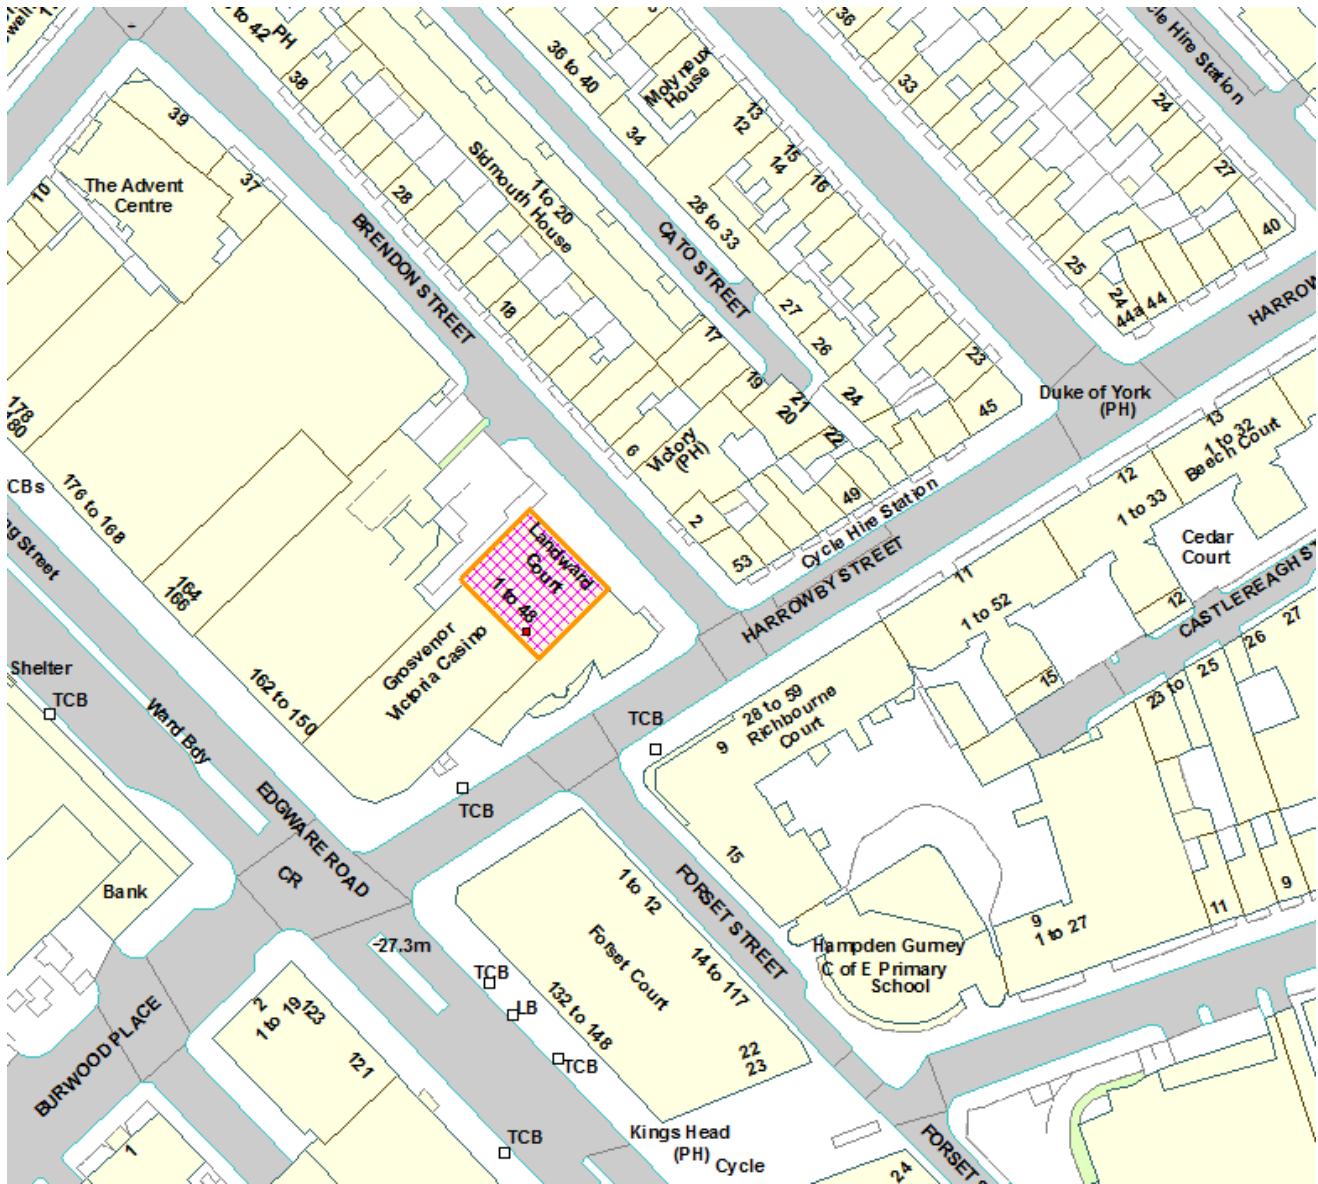 to 42
PH
38
36 to 40
Molyneux
House
34
13
12
15
14
16
36
33
Cycle Hire Station
24
27
40
25
24
44a 44
HARROW
39
37
10
The Advent
Centre
28
Sidmouth House
1 to 20
28 to 33
CATO STREET
BRENDON STREET
18
17
19
21
20
22
27
26
24
23
45
Duke of York
(PH)
6
Victory
(PH)
2
53
49
Cycle Hire Station
HARROWBY STREET
13
1 to 32
Beech Court
12
1 to 33
Cedar
Court
11
1 to 52
12
CASTLEREAGH ST
15
23 to 25
26
27
178
180
TCBs
176 to 168
164
166
Landward
Court
1 to 48
Grosvenor
Victoria Casino
162 to 150
Shelter
TCB
Ward Bdy
EDGWARE ROAD
CR
TCB
TCB
28 to 59
Richbourne
Court
9
15
FORSET STREET
1 to 12
Forset Court
14 to 117
132 to 148
22
23
Hampden Gurney
C of E Primary
School
9
1 to 27
11
9
Bank
27.3m
TCB
LB
TCB
BURWOOD PLACE
2
1 to 19
123
121
1
TCB
Kings Head
(PH)
Cycle
24
FORSET S